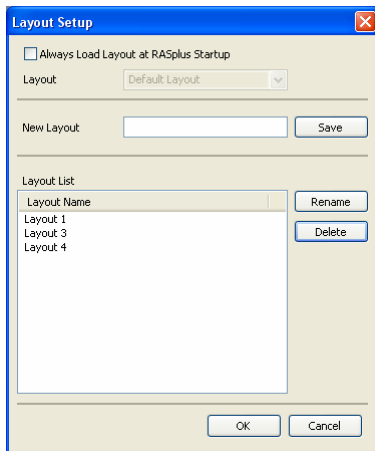 Layout Setup
Always Load Layout at RASplus Startup
Layout Default Layout
New Layout Save
Layout List
Layout Name Rename
Layout 1 Delete
Layout 3
Layout 4
OK Cancel